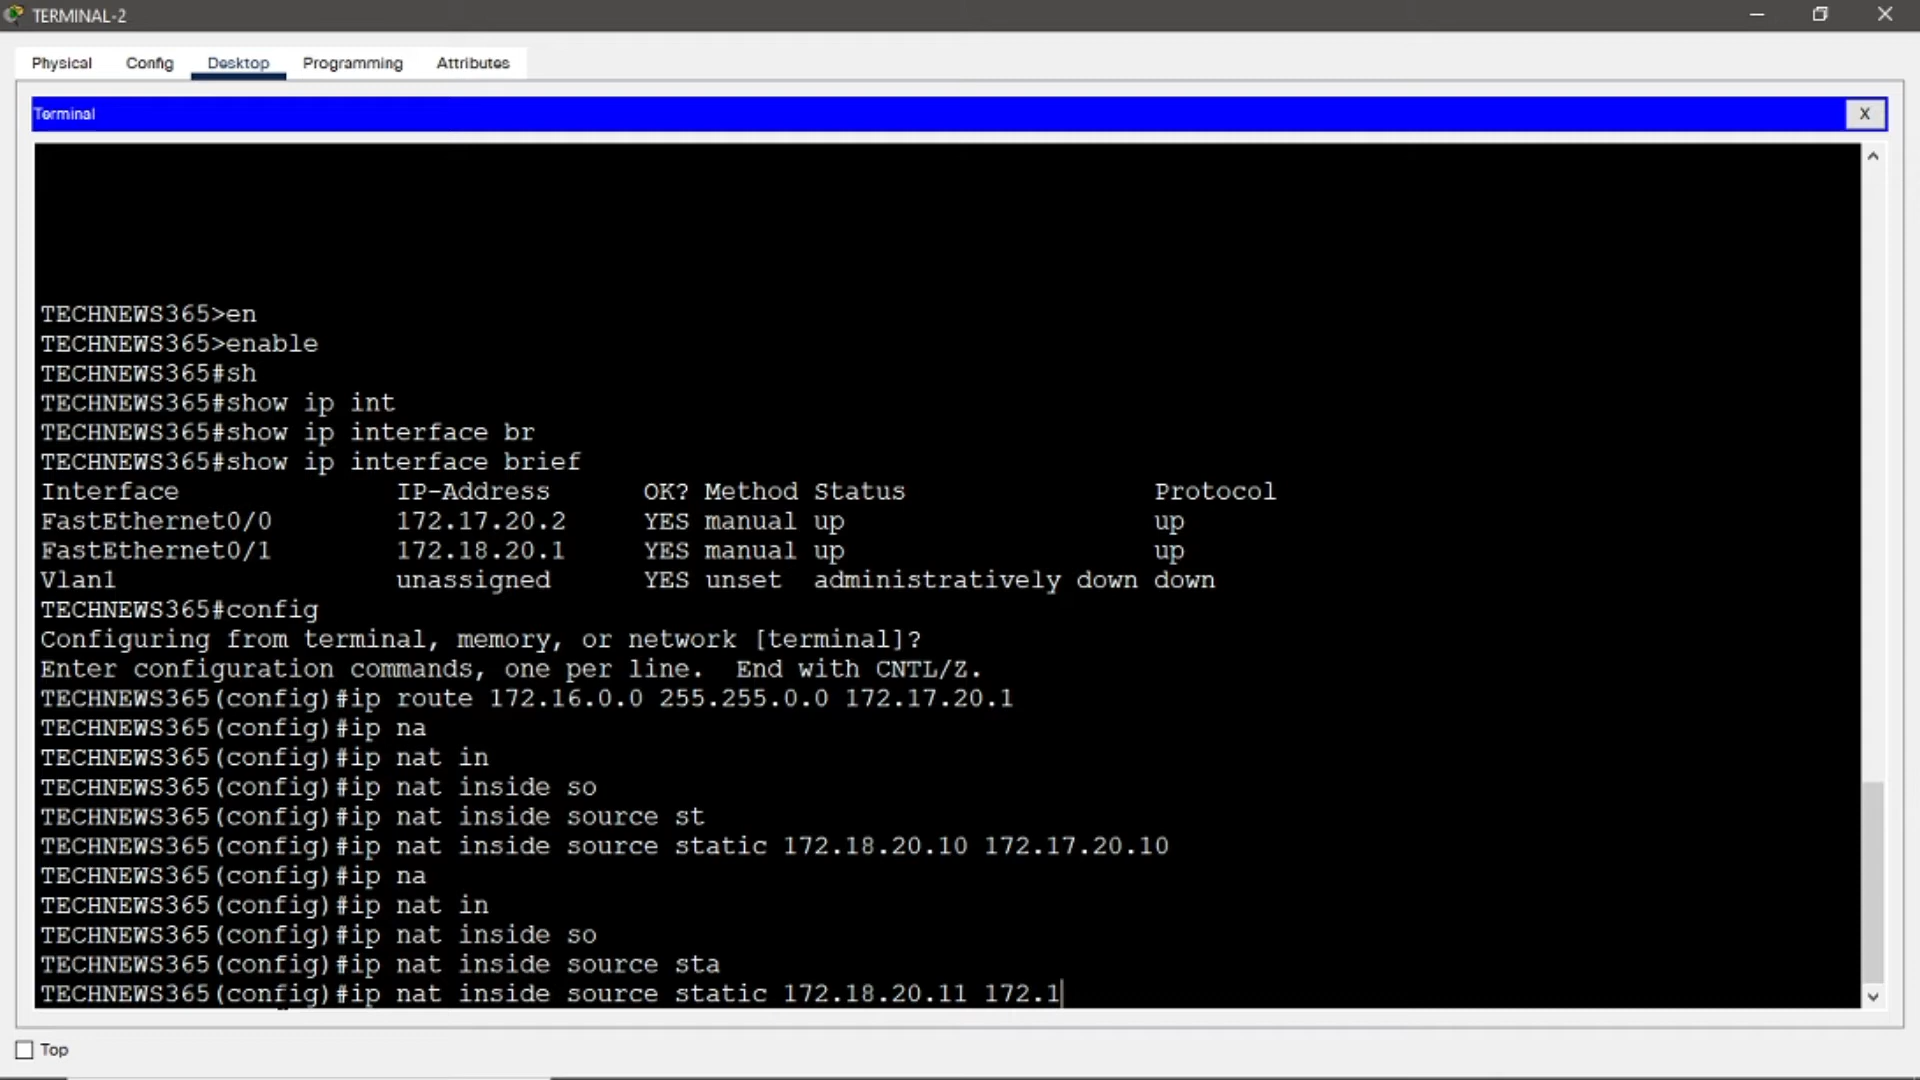 TERMINAL-2
Physical Config Desktop Programming Attributes
Terminal
X
TECHNEWS365>en
TECHNEWS365>enable
TECHNEWS365#sh
TECHNEWS365#show ip int
TECHNEWS365#show ip interface br
TECHNEWS365#show ip interface brief
Interface IP-Address OK? Method Status Protocol
FastEthernet0/0 172.17.20.2 YES manual up up
FastEthernet0/1 172.18.20.1 YES manual up up
Vlan1 unassigned YES unset administratively down down
TECHNEWS365#config
Configuring from terminal, memory, or network [terminal]?
Enter configuration commands, one per line. End with CNTL/Z.
TECHNEWS365(config)#ip route 172.16.0.0 255.255.0.0 172.17.20.1
TECHNEWS365(config)#ip na
TECHNEWS365(config)#ip nat in
TECHNEWS365(config)#ip nat inside so
TECHNEWS365(config)#ip nat inside source st
TECHNEWS365(config)#ip nat inside source static 172.18.20.10 172.17.20.10
TECHNEWS365(config)#ip na
TECHNEWS365(config)#ip nat in
TECHNEWS365(config)#ip nat inside so
TECHNEWS365(config)#ip nat inside source sta
TECHNEWS365(config)#ip nat inside source static 172.18.20.11 172.1
Top